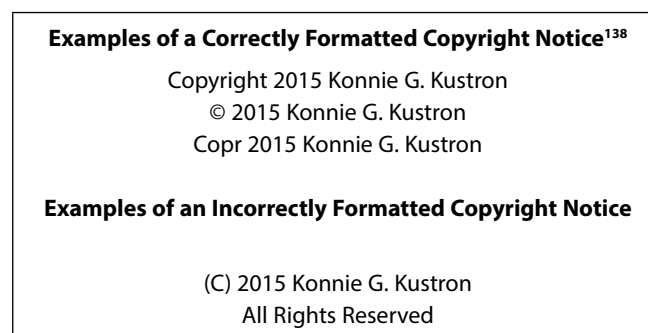 Examples of a Correctly Formatted Copyright Notice¹³⁸
Copyright 2015 Konnie G. Kustron
© 2015 Konnie G. Kustron
Copr 2015 Konnie G. Kustron
Examples of an Incorrectly Formatted Copyright Notice
(C) 2015 Konnie G. Kustron
All Rights Reserved